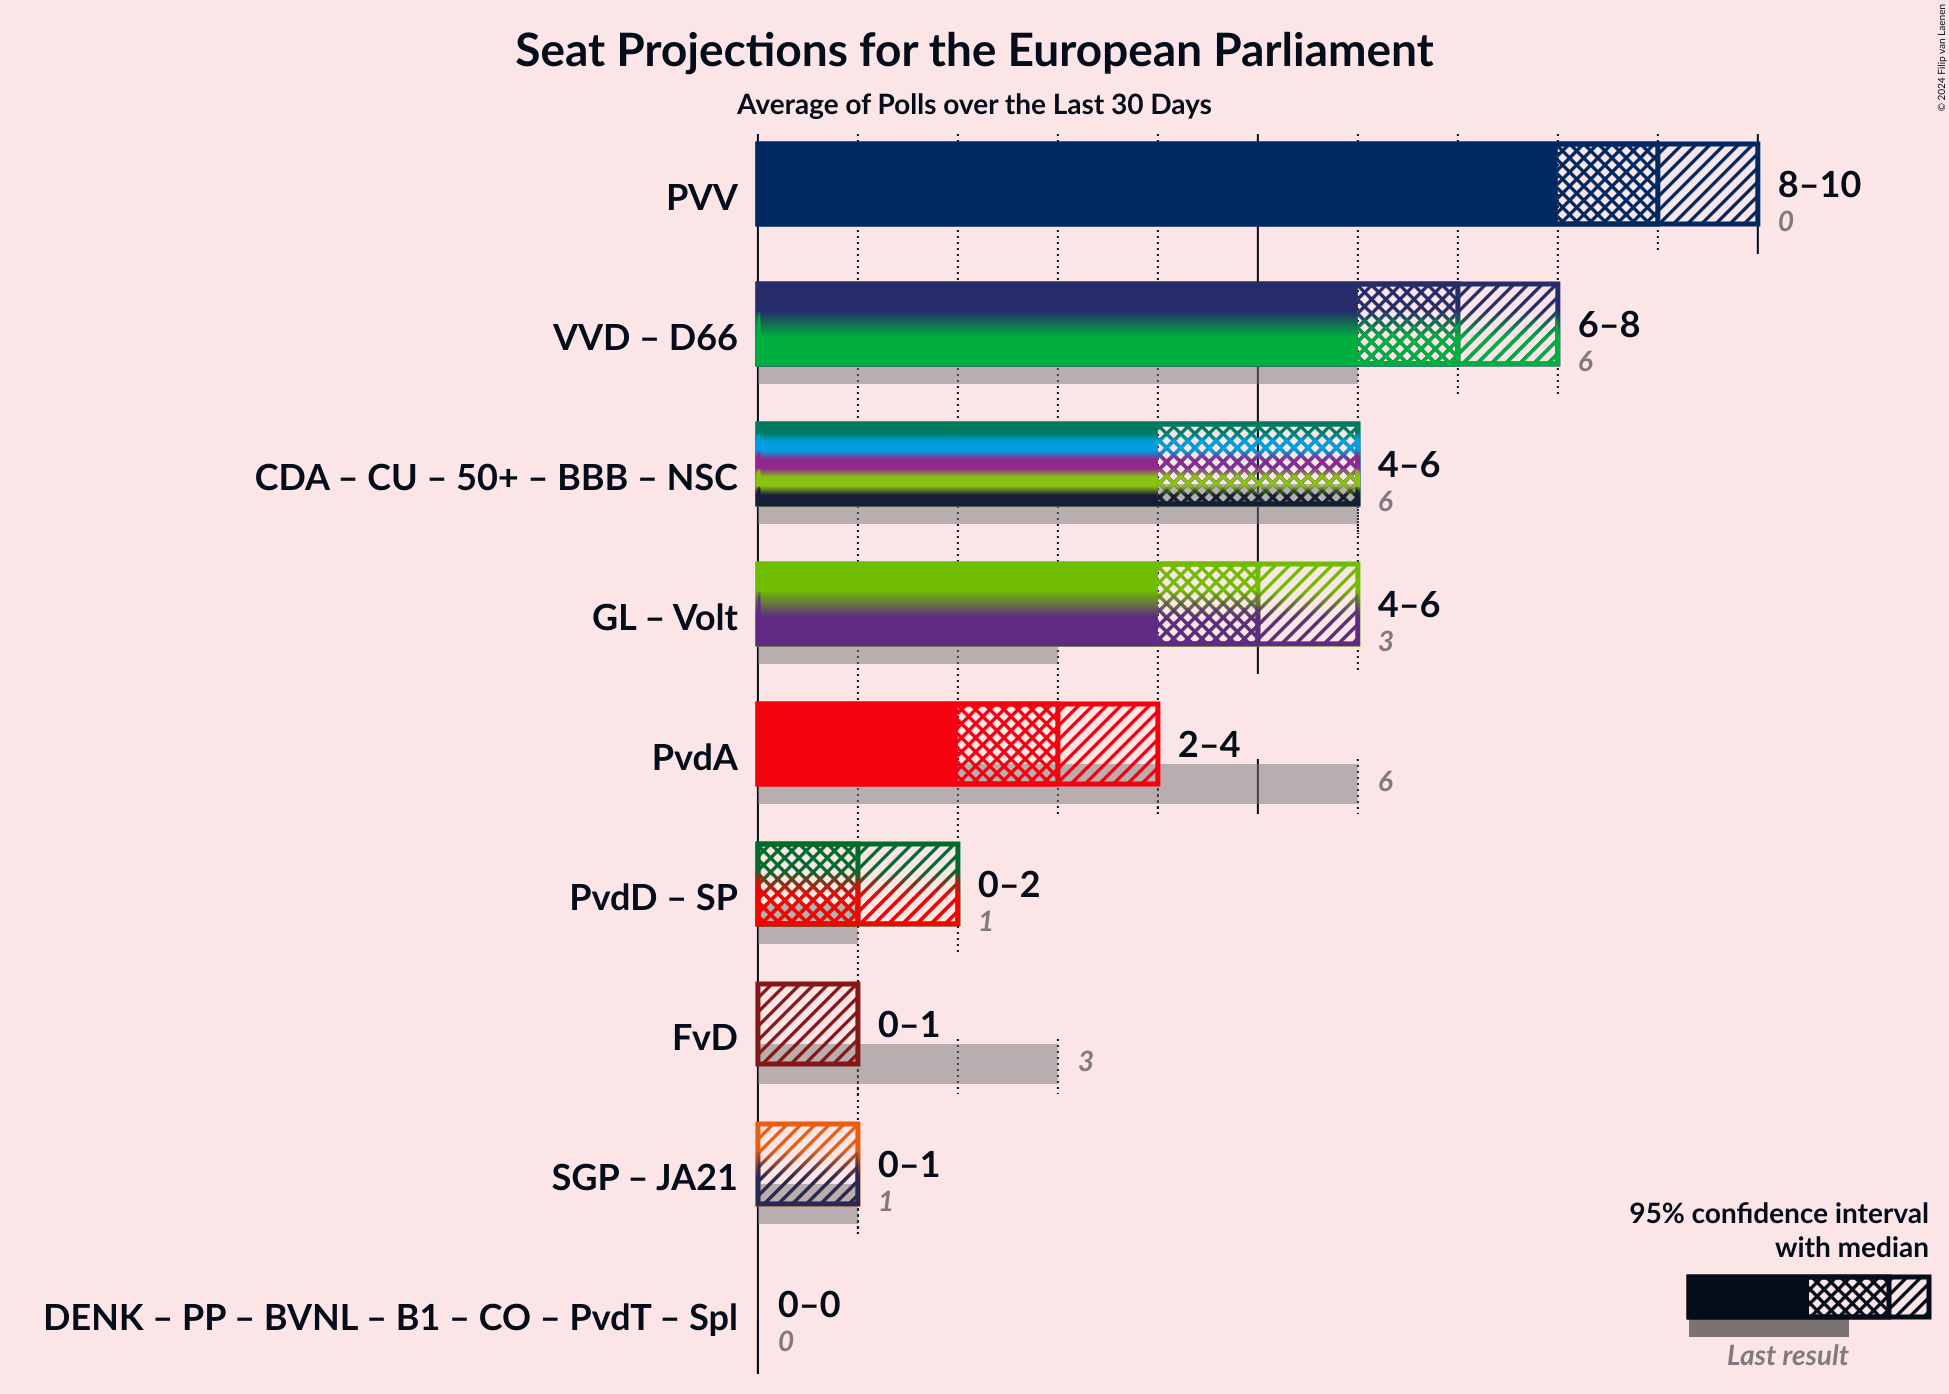 Seat Projections for the European Parliament
Average of Polls over the Last 30 Days
© 2024 Filip van Laenen
PVV
8–10
0
VVD – D66
6–8
6
CDA – CU – 50+ – BBB – NSC
4–6
6
GL – Volt
4–6
3
PvdA
2–4
6
PvdD – SP
0–2
1
FvD
0–1
3
SGP – JA21
0–1
1
DENK – PP – BVNL – B1 – CO – PvdT – Spl
0–0
0
95% confidence interval
with median
Last result